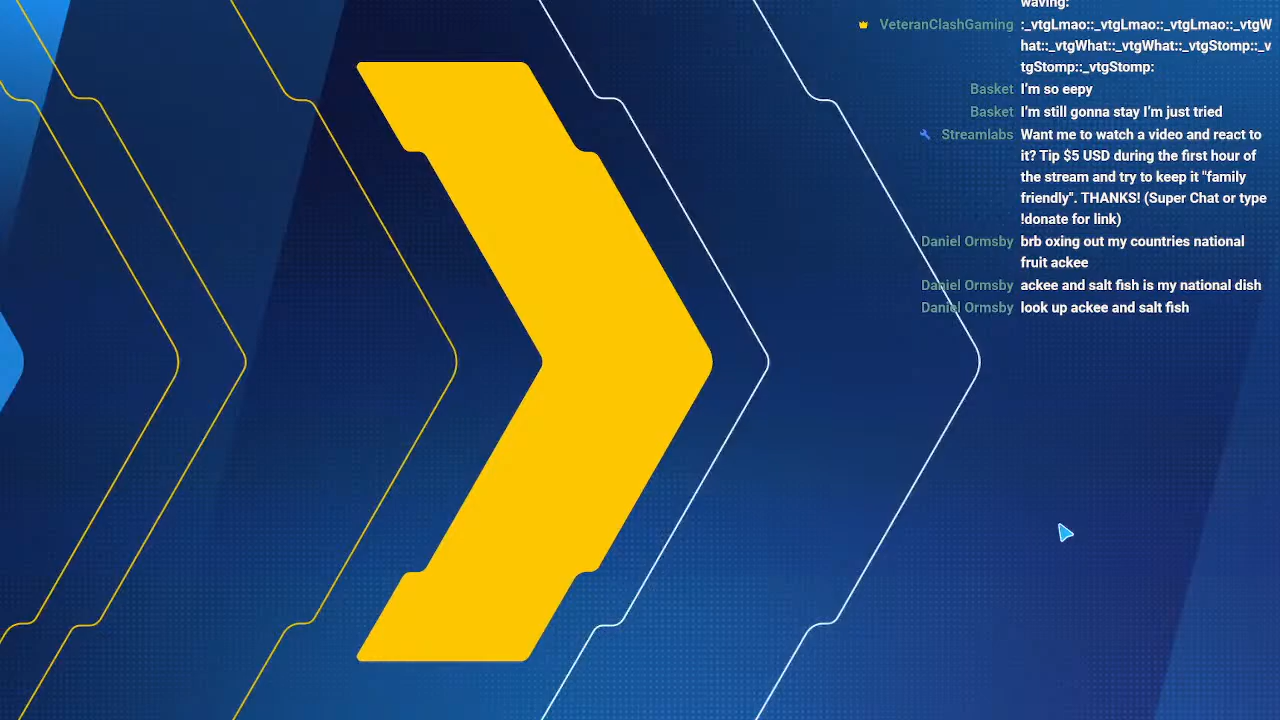 waving:
VeteranClashGaming :_vtgLmao::_vtgLmao::_vtgLmao::_vtgW
hat::_vtgWhat::_vtgWhat::_vtgStomp::_v
tgStomp::_vtgStomp:
Basket I'm so eepy
Basket I'm still gonna stay I'm just tried
Streamlabs Want me to watch a video and react to
it? Tip $5 USD during the first hour of
the stream and try to keep it "family
friendly". THANKS! (Super Chat or type
!donate for link)
Daniel Ormsby brb oxing out my countries national
fruit ackee
Daniel Ormsby ackee and salt fish is my national dish
Daniel Ormsby look up ackee and salt fish